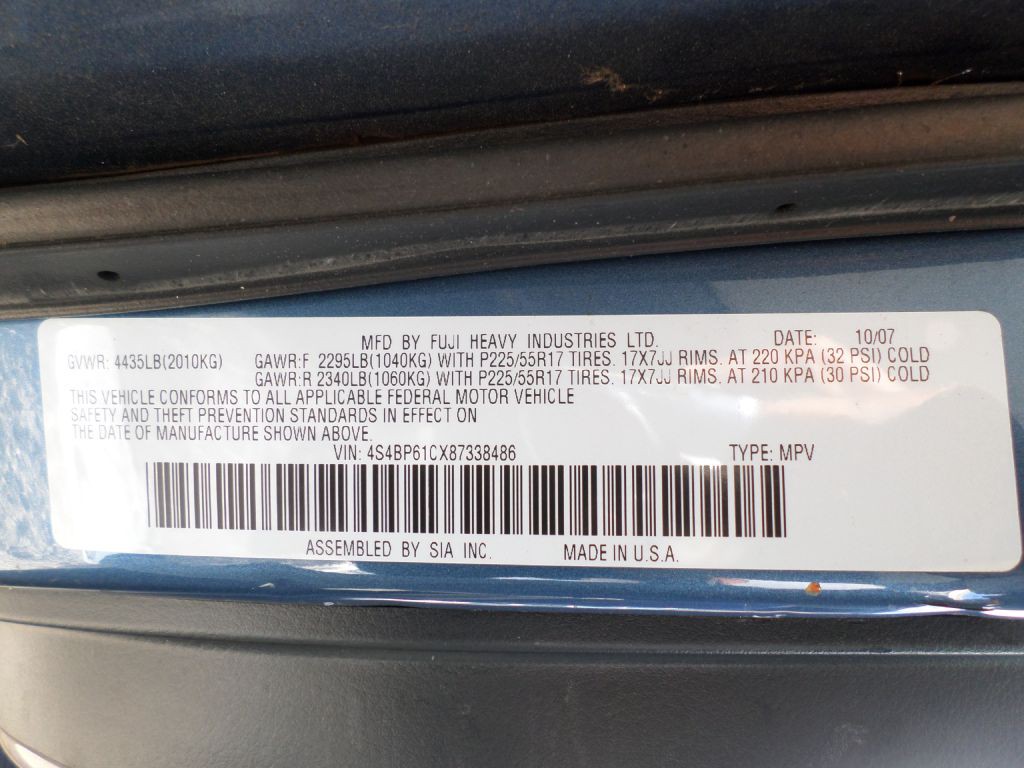 MFD BY FUJI HEAVY INDUSTRIES LTD. DATE: 10/07
GVWR: 4435LB(2010KG) GAWR:F 2295LB(1040KG) WITH P225/55R17 TIRES. 17X7JJ RIMS. AT 220 KPA (32 PSI) COLD
GAWR:R 2340LB(1060KG) WITH P225/55R17 TIRES. 17X7JJ RIMS. AT 210 KPA (30 PSI) COLD
THIS VEHICLE CONFORMS TO ALL APPLICABLE FEDERAL MOTOR VEHICLE
SAFETY AND THEFT PREVENTION STANDARDS IN EFFECT ON
THE DATE OF MANUFACTURE SHOWN ABOVE.
VIN: 4S4BP61CX87338486 TYPE: MPV
ASSEMBLED BY SIA INC. MADE IN U.S.A.